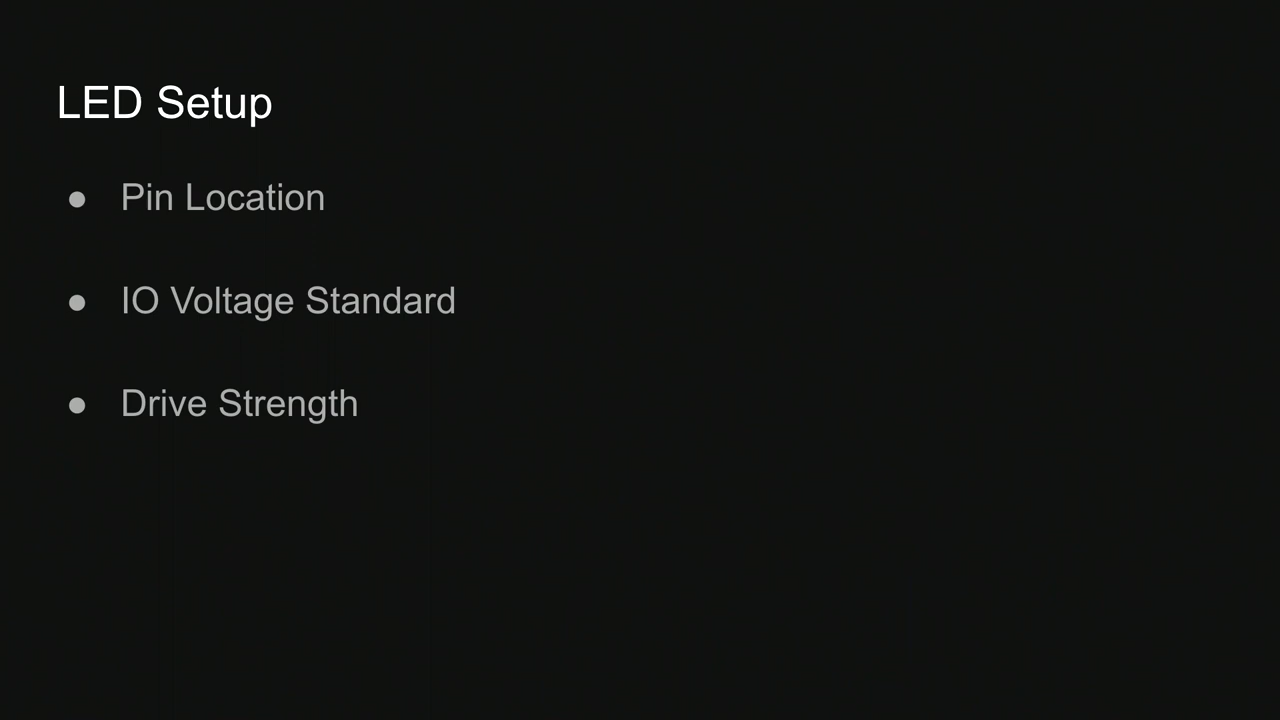 LED Setup
● Pin Location
● IO Voltage Standard
● Drive Strength